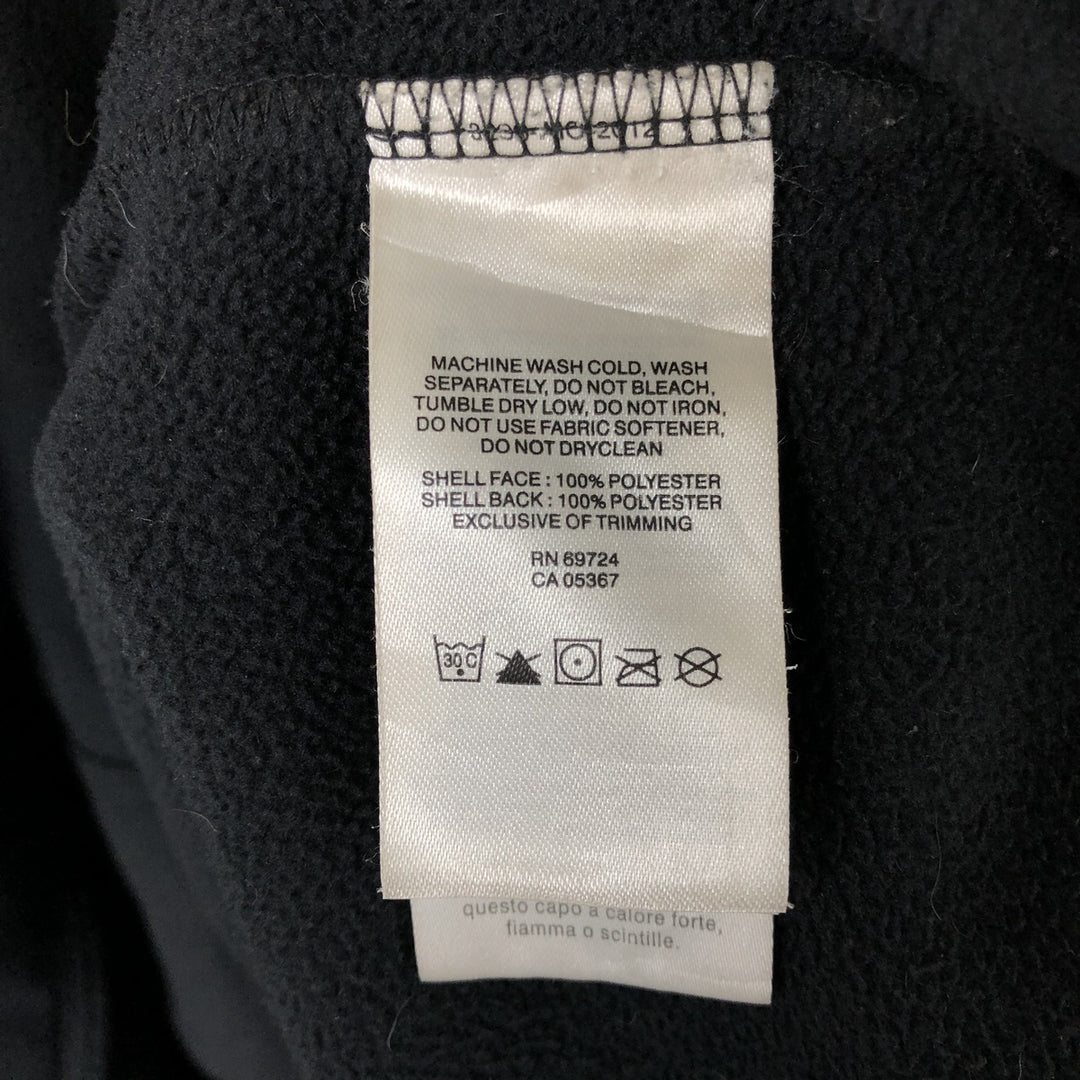 2012
MACHINE WASH COLD, WASH
SEPARATELY, DO NOT BLEACH,
TUMBLE DRY LOW, DO NOT IRON,
DO NOT USE FABRIC SOFTENER,
DO NOT DRYCLEAN
SHELL FACE : 100% POLYESTER
SHELL BACK : 100% POLYESTER
EXCLUSIVE OF TRIMMING
RN 69724
CA 05367
30 C
questo capo a calore forte,
fiamma o scintille.